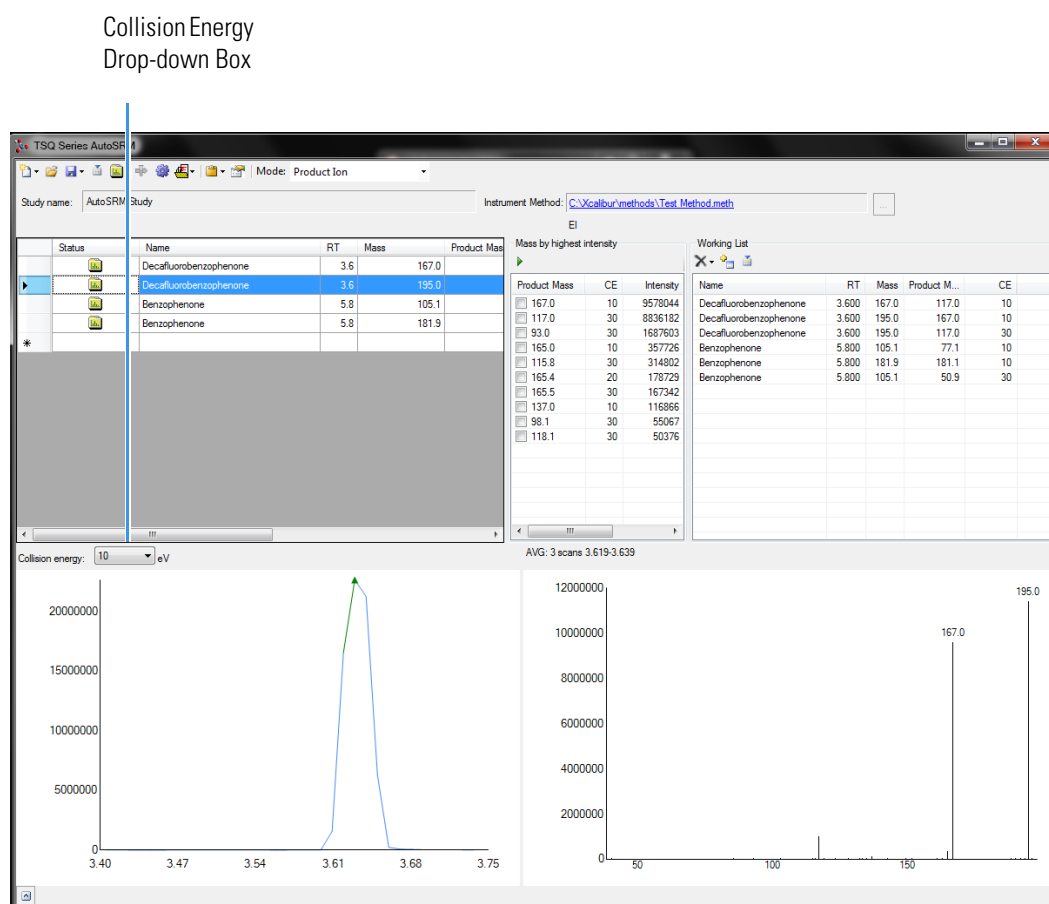 Collision Energy
Drop-down Box
TSQ Series AutoSRM
Mode: Product Ion
Study name: AutoSRM Study
Instrument Method: C:\Xcalibur\methods\Test Method.meth ...
EI
Status Name RT Mass Product Mas
Decafluorobenzophenone 3.6 167.0
Decafluorobenzophenone 3.6 195.0
Benzophenone 5.8 105.1
Benzophenone 5.8 181.9
Mass by highest intensity
Product Mass CE Intensity
167.0 10 9578044
117.0 30 8836182
93.0 30 1687603
165.0 10 357726
115.8 30 314802
165.4 20 178729
165.5 30 167342
137.0 10 116866
98.1 30 55067
118.1 30 50376
Working List
Name RT Mass Product M... CE
Decafluorobenzophenone 3.600 167.0 117.0 10
Decafluorobenzophenone 3.600 195.0 167.0 10
Decafluorobenzophenone 3.600 195.0 117.0 30
Benzophenone 5.800 105.1 77.1 10
Benzophenone 5.800 181.9 181.1 10
Benzophenone 5.800 105.1 50.9 30
Collision energy: 10 eV
AVG: 3 scans 3.619-3.639
20000000
15000000
10000000
5000000
0
3.40 3.47 3.54 3.61 3.68 3.75
12000000
10000000
8000000
6000000
4000000
2000000
0
50 100 150
167.0
195.0